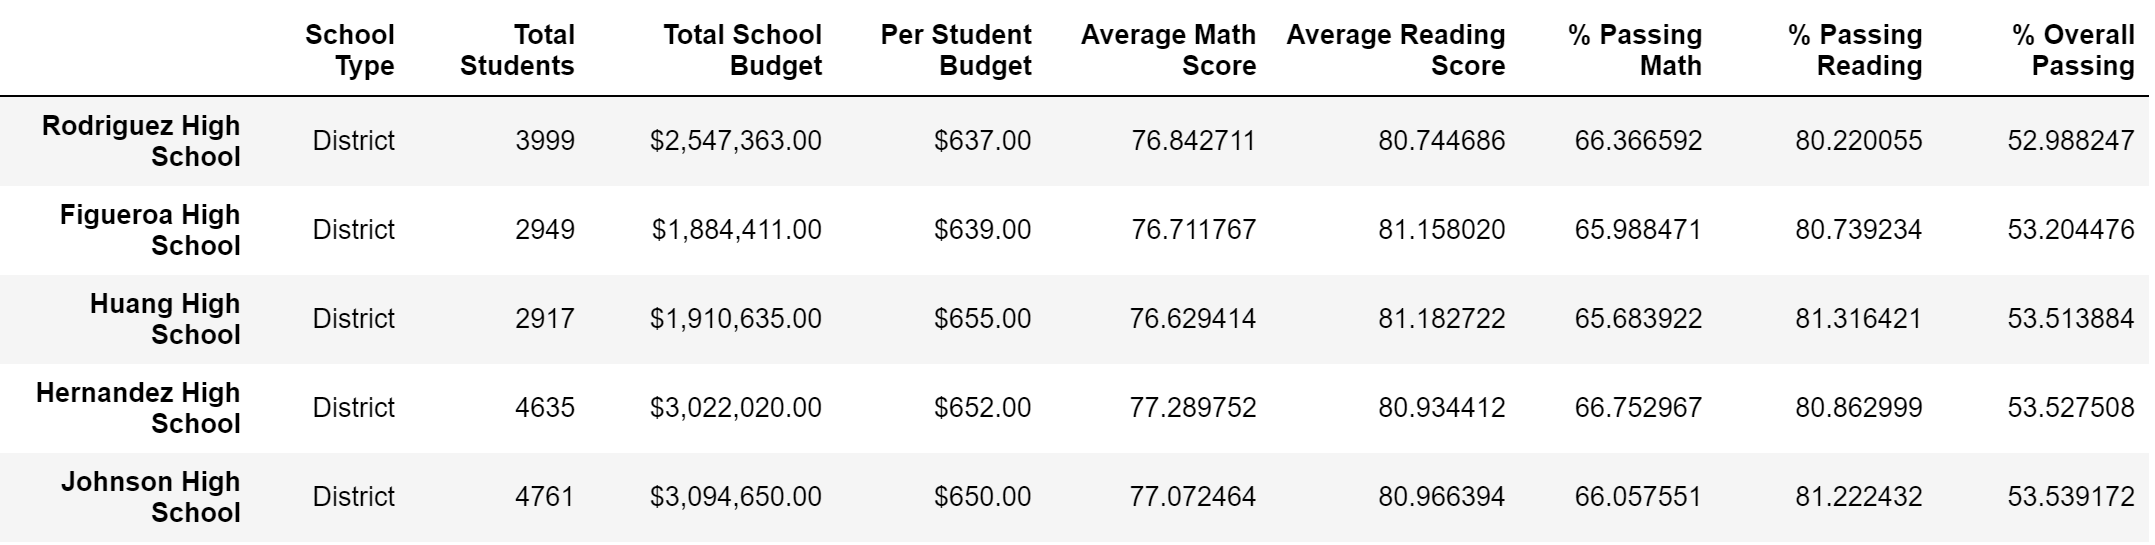 School Type Total Students Total School Budget Per Student Budget Average Math Score Average Reading Score % Passing Math % Passing Reading % Overall Passing
Rodriguez High School District 3999 $2,547,363.00 $637.00 76.842711 80.744686 66.366592 80.220055 52.988247
Figueroa High School District 2949 $1,884,411.00 $639.00 76.711767 81.158020 65.988471 80.739234 53.204476
Huang High School District 2917 $1,910,635.00 $655.00 76.629414 81.182722 65.683922 81.316421 53.513884
Hernandez High School District 4635 $3,022,020.00 $652.00 77.289752 80.934412 66.752967 80.862999 53.527508
Johnson High School District 4761 $3,094,650.00 $650.00 77.072464 80.966394 66.057551 81.222432 53.539172